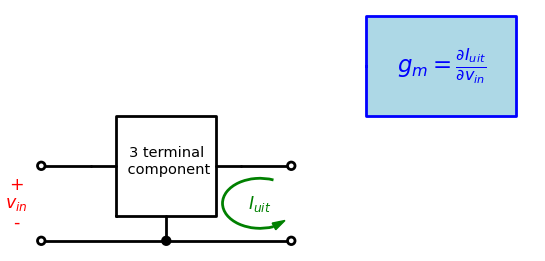 g_m = ∂I_uit / ∂v_in
3 terminal
component
+
v_in
-
I_uit